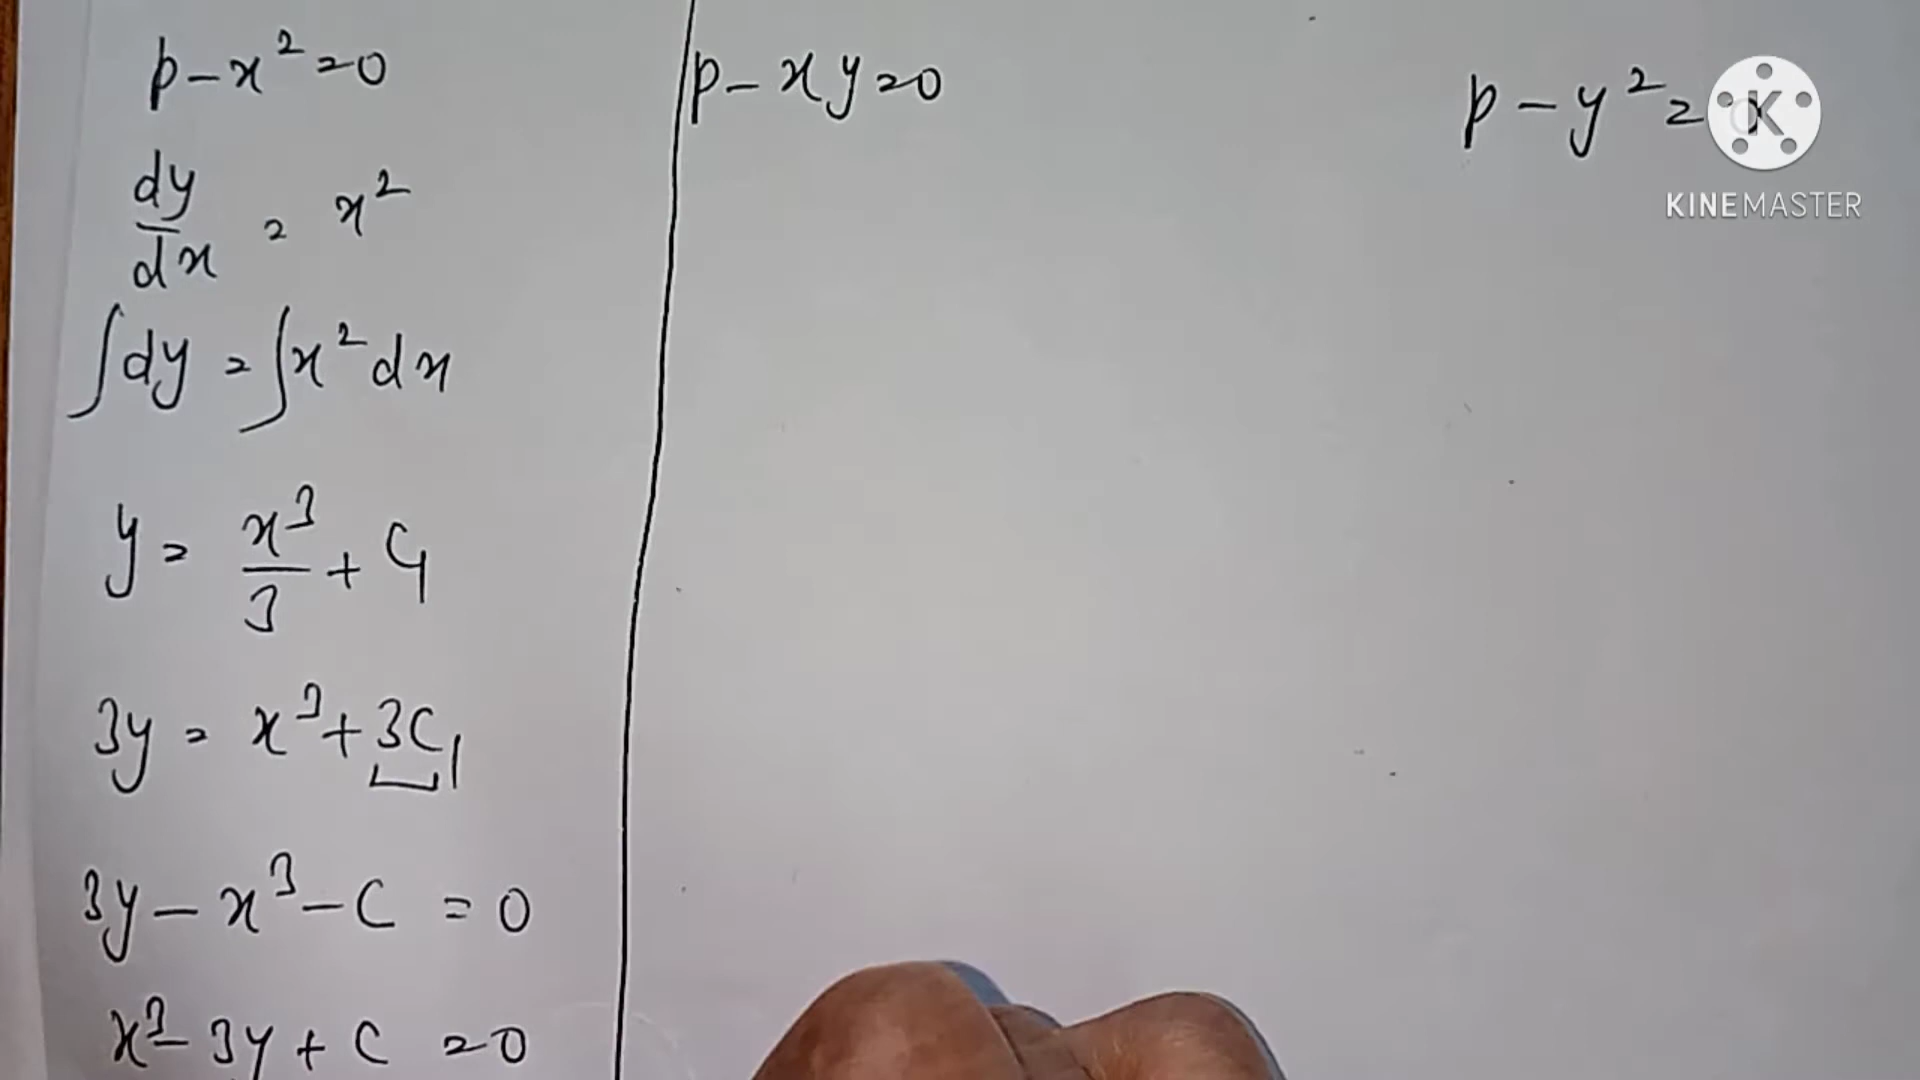 p - x² = 0
dy/dx = x²
∫dy = ∫x² dx
y = x³/3 + C₁
3y = x³ + 3C₁
3y - x³ - C = 0
x³ - 3y + C = 0
p - xy = 0
p - y² =
K
KINEMASTER